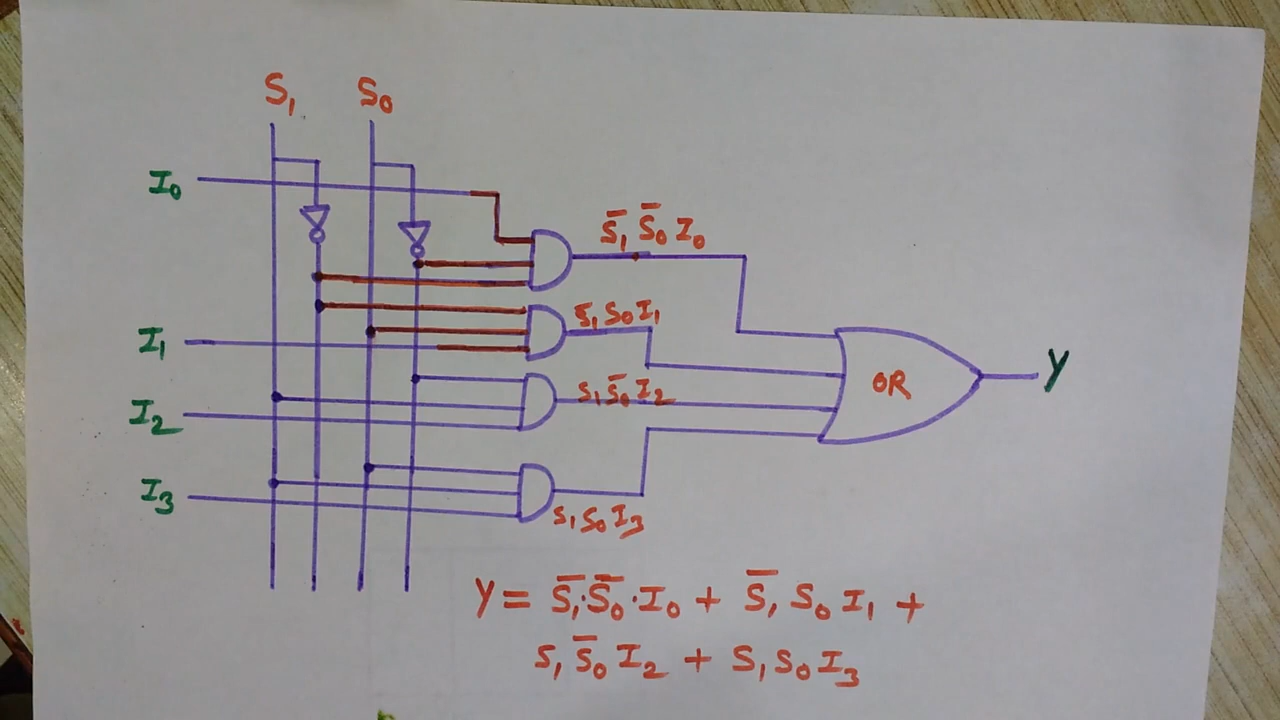 S₁ S₀
I₀
S̅₁ S̅₀ I₀
S̅₁ S₀ I₁
I₁
OR
Y
S₁ S̅₀ I₂
I₂
I₃
S₁ S₀ I₃
Y = S̅₁·S̅₀·I₀ + S̅₁ S₀ I₁ +
S₁ S̅₀ I₂ + S₁ S₀ I₃